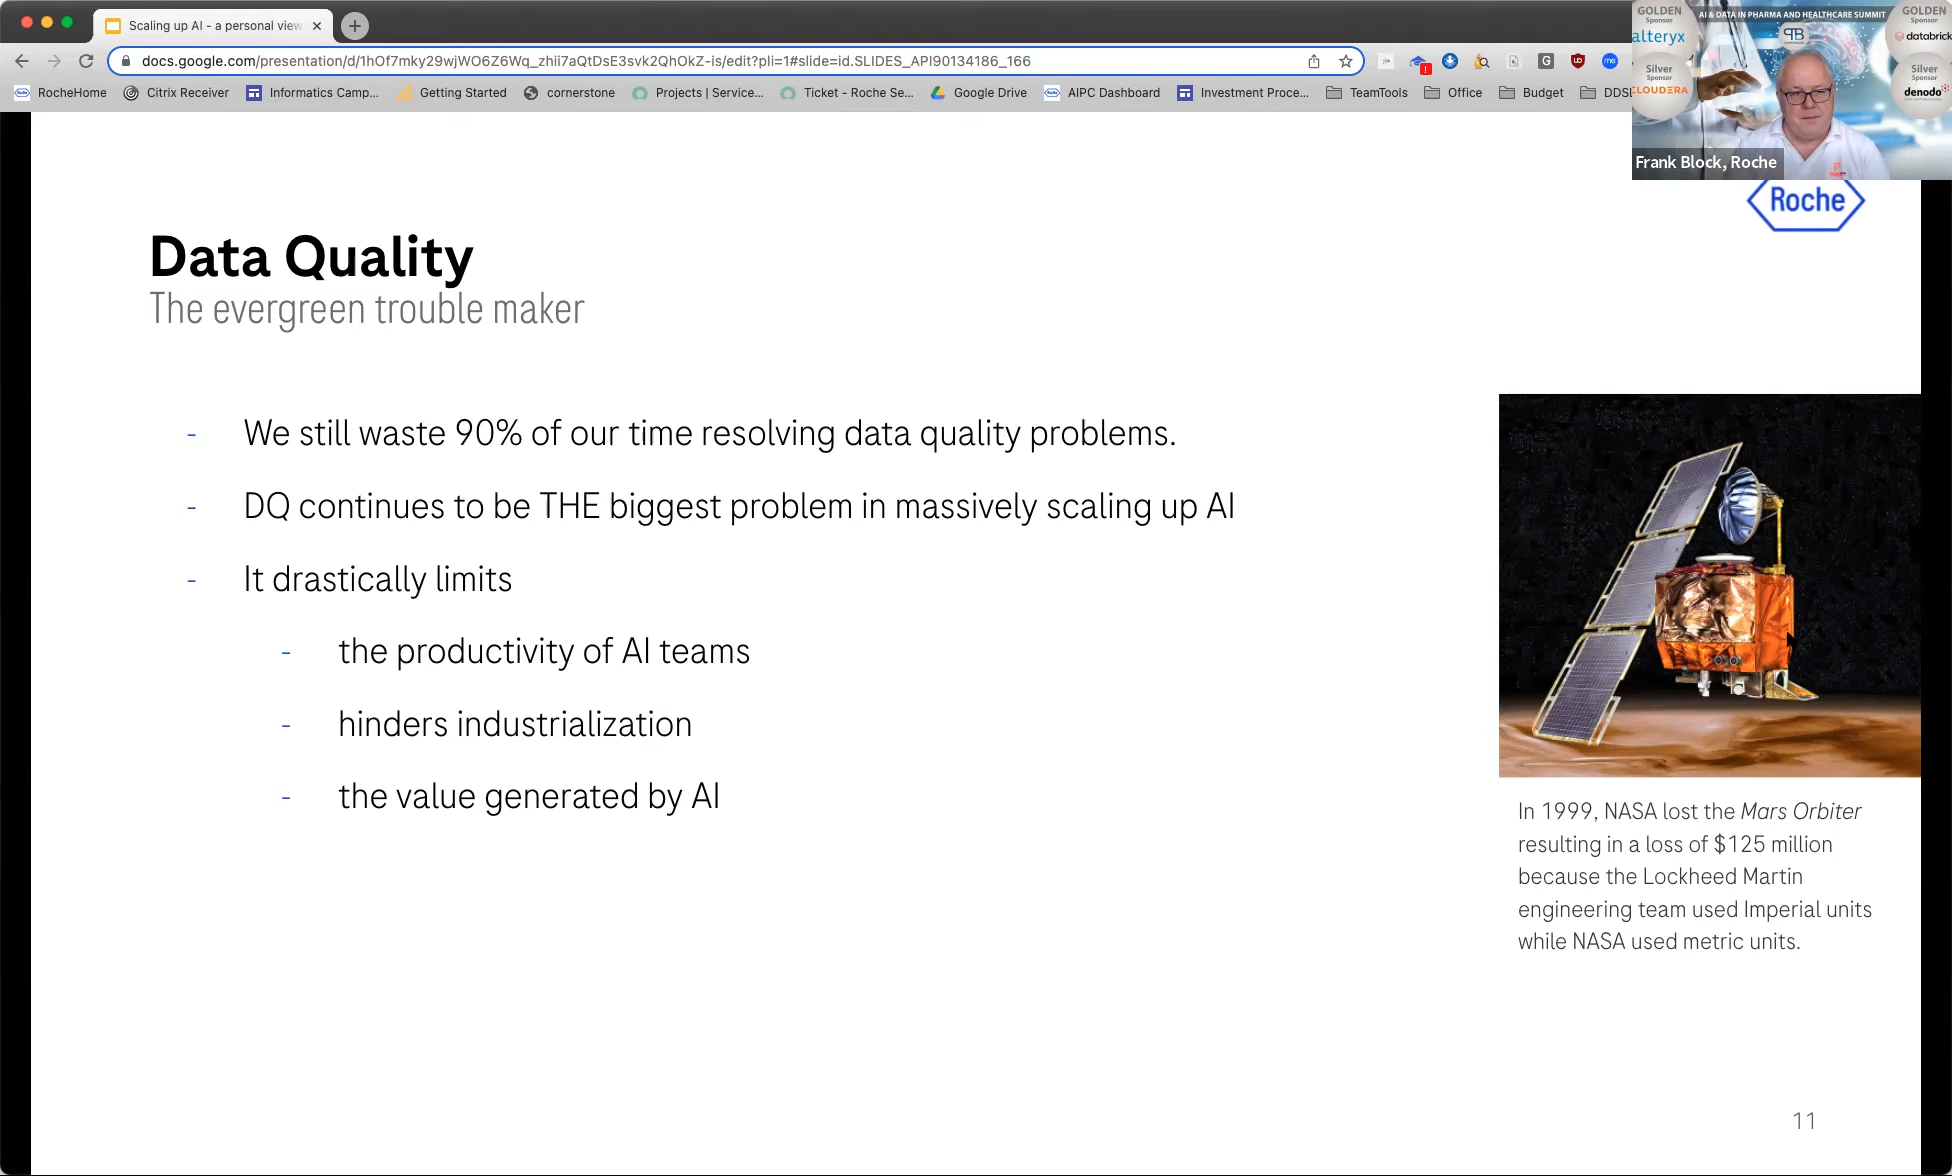 Scaling up AI - a personal view
docs.google.com/presentation/d/1hOf7mky29wjWO6Z6Wq_zhii7aQtDsE3svk2QhOkZ-is/edit?pli=1#slide=id.SLIDES_API90134186_166
RocheHome Citrix Receiver Informatics Camp... Getting Started cornerstone Projects | Service... Ticket - Roche Se... Google Drive AIPC Dashboard Investment Proce... TeamTools Office Budget
GOLDEN Sponsor
alteryx
AI & DATA IN PHARMA AND HEALTHCARE SUMMIT
GOLDEN Sponsor
databrick
Silver Sponsor
CLOUDERA
Silver Sponsor
denodo
Frank Block, Roche
Roche
Data Quality
The evergreen trouble maker
- We still waste 90% of our time resolving data quality problems.
- DQ continues to be THE biggest problem in massively scaling up AI
- It drastically limits
- the productivity of AI teams
- hinders industrialization
- the value generated by AI
In 1999, NASA lost the Mars Orbiter
resulting in a loss of $125 million
because the Lockheed Martin
engineering team used Imperial units
while NASA used metric units.
11